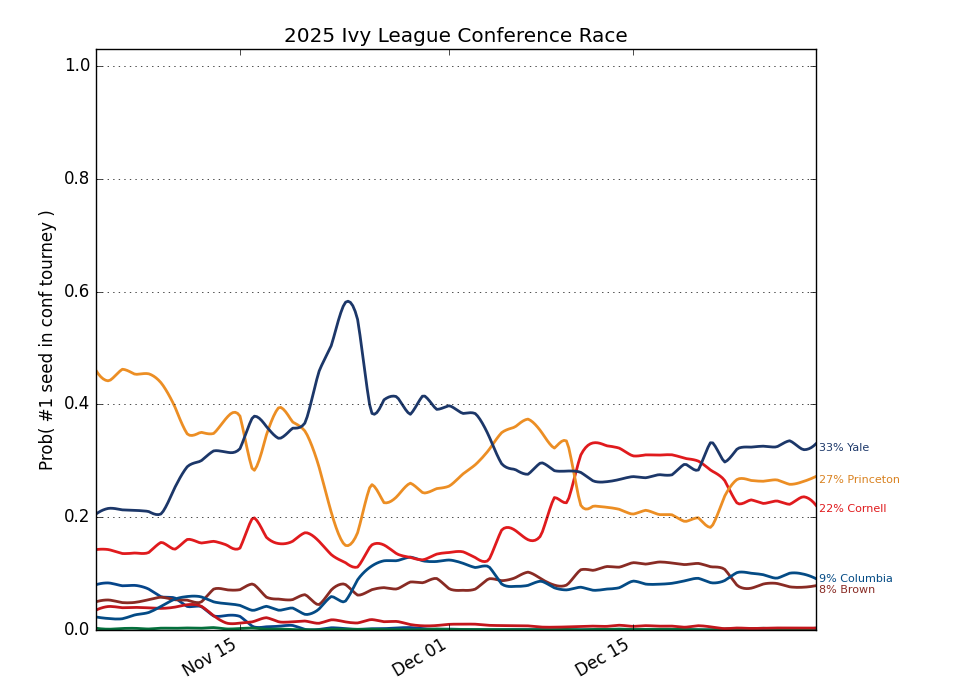 2025 Ivy League Conference Race
Prob( #1 seed in conf tourney )
1.0
0.8
0.6
0.4
0.2
0.0
Nov 15
Dec 01
Dec 15
33% Yale
27% Princeton
22% Cornell
9% Columbia
8% Brown